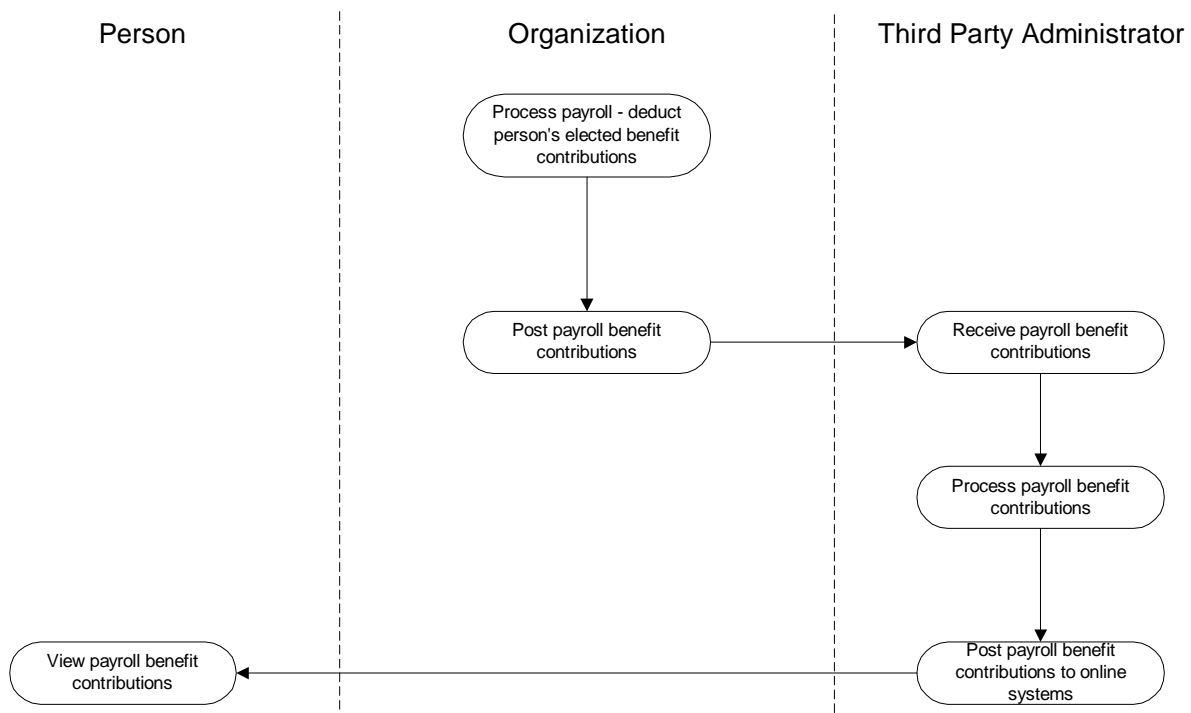 Person
Organization
Third Party Administrator
Process payroll - deduct
person's elected benefit
contributions
Post payroll benefit
contributions
Receive payroll benefit
contributions
Process payroll benefit
contributions
View payroll benefit
contributions
Post payroll benefit
contributions to online
systems